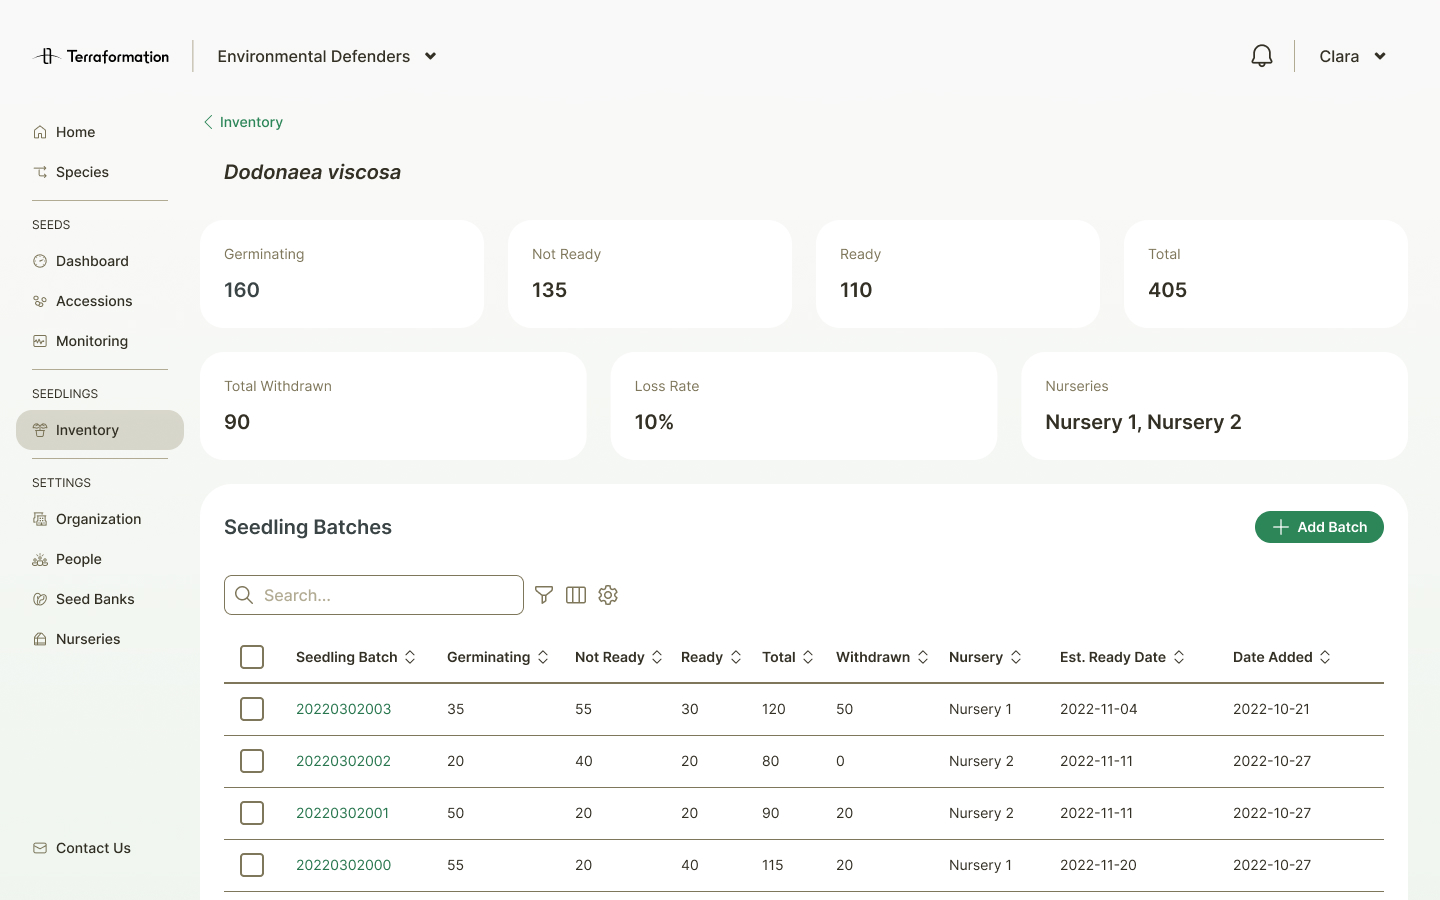 Terraformation
Environmental Defenders
Clara
Home
Species
SEEDS
Dashboard
Accessions
Monitoring
SEEDLINGS
Inventory
SETTINGS
Organization
People
Seed Banks
Nurseries
Contact Us
Inventory
Dodonaea viscosa
Germinating
160
Not Ready
135
Ready
110
Total
405
Total Withdrawn
90
Loss Rate
10%
Nurseries
Nursery 1, Nursery 2
Seedling Batches
Add Batch
Search...
Seedling Batch Germinating Not Ready Ready Total Withdrawn Nursery Est. Ready Date Date Added
20220302003 35 55 30 120 50 Nursery 1 2022-11-04 2022-10-21
20220302002 20 40 20 80 0 Nursery 2 2022-11-11 2022-10-27
20220302001 50 20 20 90 20 Nursery 2 2022-11-11 2022-10-27
20220302000 55 20 40 115 20 Nursery 1 2022-11-20 2022-10-27